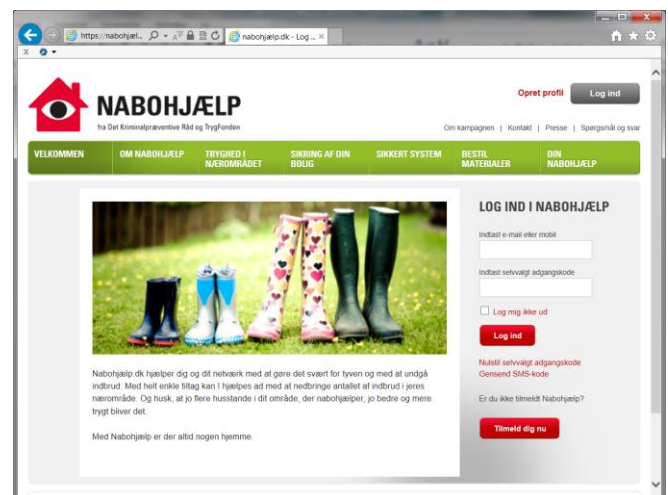 https://nabohjæl...
nabohjælp.dk - Log ...
Opret profil
Log ind
NABOHJÆLP
fra Det Kriminalpræventive Råd og TrygFonden
Om kampagnen | Kontakt | Presse | Spørgsmål og svar
VELKOMMEN
OM NABOHJÆLP
TRYGHED I
NÆROMRÅDET
SIKRING AF DIN
BOLIG
SIKKERT SYSTEM
BESTIL
MATERIALER
DIN
NABOHJÆLP
Nabohjælp.dk hjælper dig og dit netværk med at gøre det svært for tyven og med at undgå
indbrud. Med helt enkle tiltag kan I hjælpes ad med at nedbringe antallet af indbrud i jeres
nærområde. Og husk, at jo flere husstande i dit område, der nabohjælper, jo bedre og mere
trygt bliver det.
Med Nabohjælp er der altid nogen hjemme.
LOG IND I NABOHJÆLP
Indtast e-mail eller mobil
Indtast selvvalgt adgangskode
Log mig ikke ud
Log ind
Nulstil selvvalgt adgangskode
Gensend SMS-kode
Er du ikke tilmeldt Nabohjælp?
Tilmeld dig nu